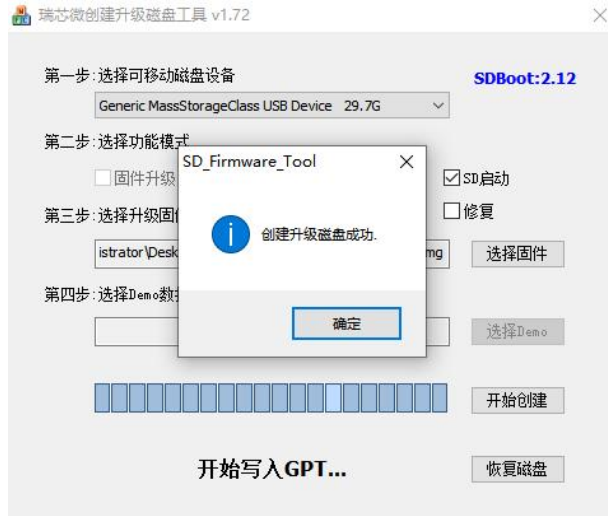 瑞芯微创建升级磁盘工具 v1.72
第一步:选择可移动磁盘设备
SDBoot:2.12
Generic MassStorageClass USB Device 29.7G
第二步:选择功能模式
固件升级
SD启动
SD_Firmware_Tool
创建升级磁盘成功.
确定
修复
第三步:选择升级固
istrator\Desk
mg
选择固件
第四步:选择Demo数
选择Demo
开始创建
开始写入GPT...
恢复磁盘